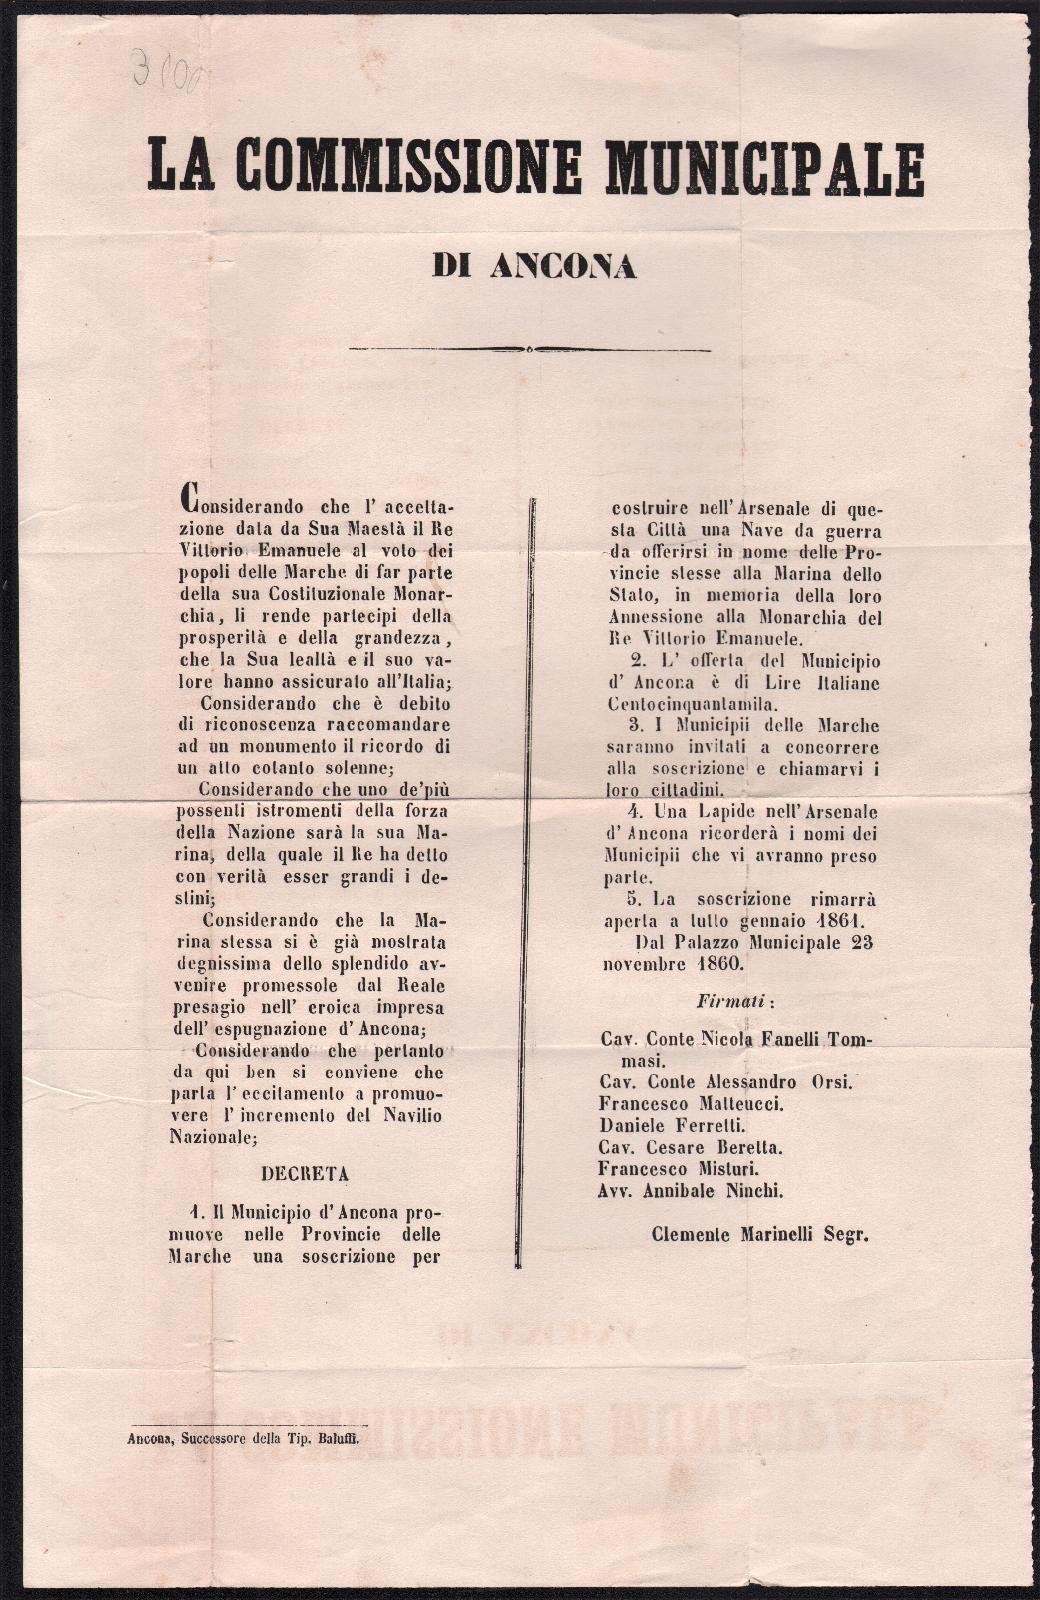 LA COMMISSIONE MUNICIPALE
DI ANCONA
Considerando che l' accetta-
zione data da Sua Maestà il Re
Vittorio Emanuele al voto dei
popoli delle Marche di far parte
della sua Costituzionale Monar-
chia, li rende partecipi della
prosperità e della grandezza,
che la Sua lealtà e il suo va-
lore hanno assicurato all'Italia;
Considerando che è debito
di riconoscenza raccomandare
ad un monumento il ricordo di
un atto cotanto solenne;
Considerando che uno de'più
possenti istromenti della forza
della Nazione sarà la sua Ma-
rina, della quale il Re ha detto
con verità esser grandi i de-
stini;
Considerando che la Ma-
rina stessa si è già mostrata
degnissima dello splendido av-
venire promessole dal Reale
presagio nell' eroica impresa
dell' espugnazione d' Ancona;
Considerando che pertanto
da qui ben si conviene che
parta l' eccitamento a promuo-
vere l' incremento del Navilio
Nazionale;
DECRETA
1. Il Municipio d' Ancona pro-
muove nelle Provincie delle
Marche una soscrizione per
costruire nell' Arsenale di que-
sta Città una Nave da guerra
da offerirsi in nome delle Pro-
vincie stesse alla Marina dello
Stato, in memoria della loro
Annessione alla Monarchia del
Re Vittorio Emanuele.
2. L' offerta del Municipio
d' Ancona è di Lire Italiane
Centocinquantamila.
3. I Municipii delle Marche
saranno invitati a concorrere
alla soscrizione e chiamarvi i
loro cittadini.
4. Una Lapide nell' Arsenale
d' Ancona ricorderà i nomi dei
Municipii che vi avranno preso
parte.
5. La soscrizione rimarrà
aperta a tutto gennaio 1861.
Dal Palazzo Municipale 23
novembre 1860.
Firmati:
Cav. Conte Nicola Fanelli Tom-
masi.
Cav. Conte Alessandro Orsi.
Francesco Matteucci.
Daniele Ferretti.
Cav. Cesare Beretta.
Francesco Misturi.
Avv. Annibale Ninchi.
Clemente Marinelli Segr.
Ancona, Successore della Tip. Baluffi.